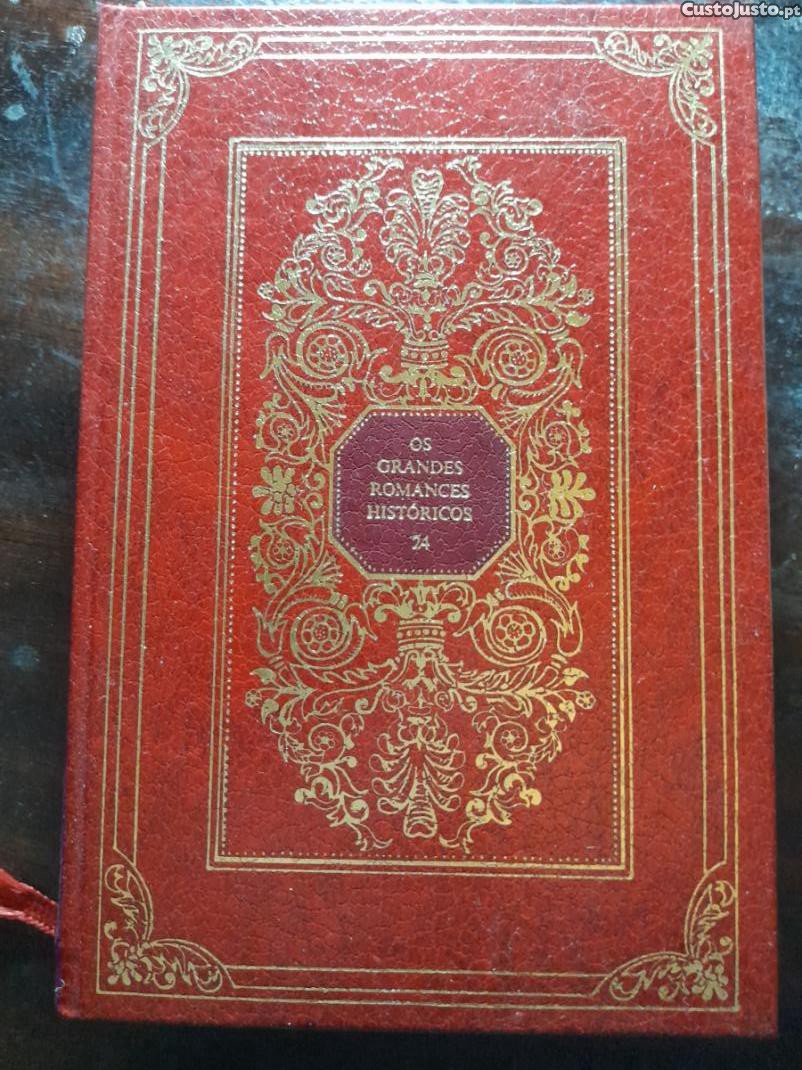 CustoJusto.pt
OS
GRANDES
ROMANCES
HISTÓRICOS
24